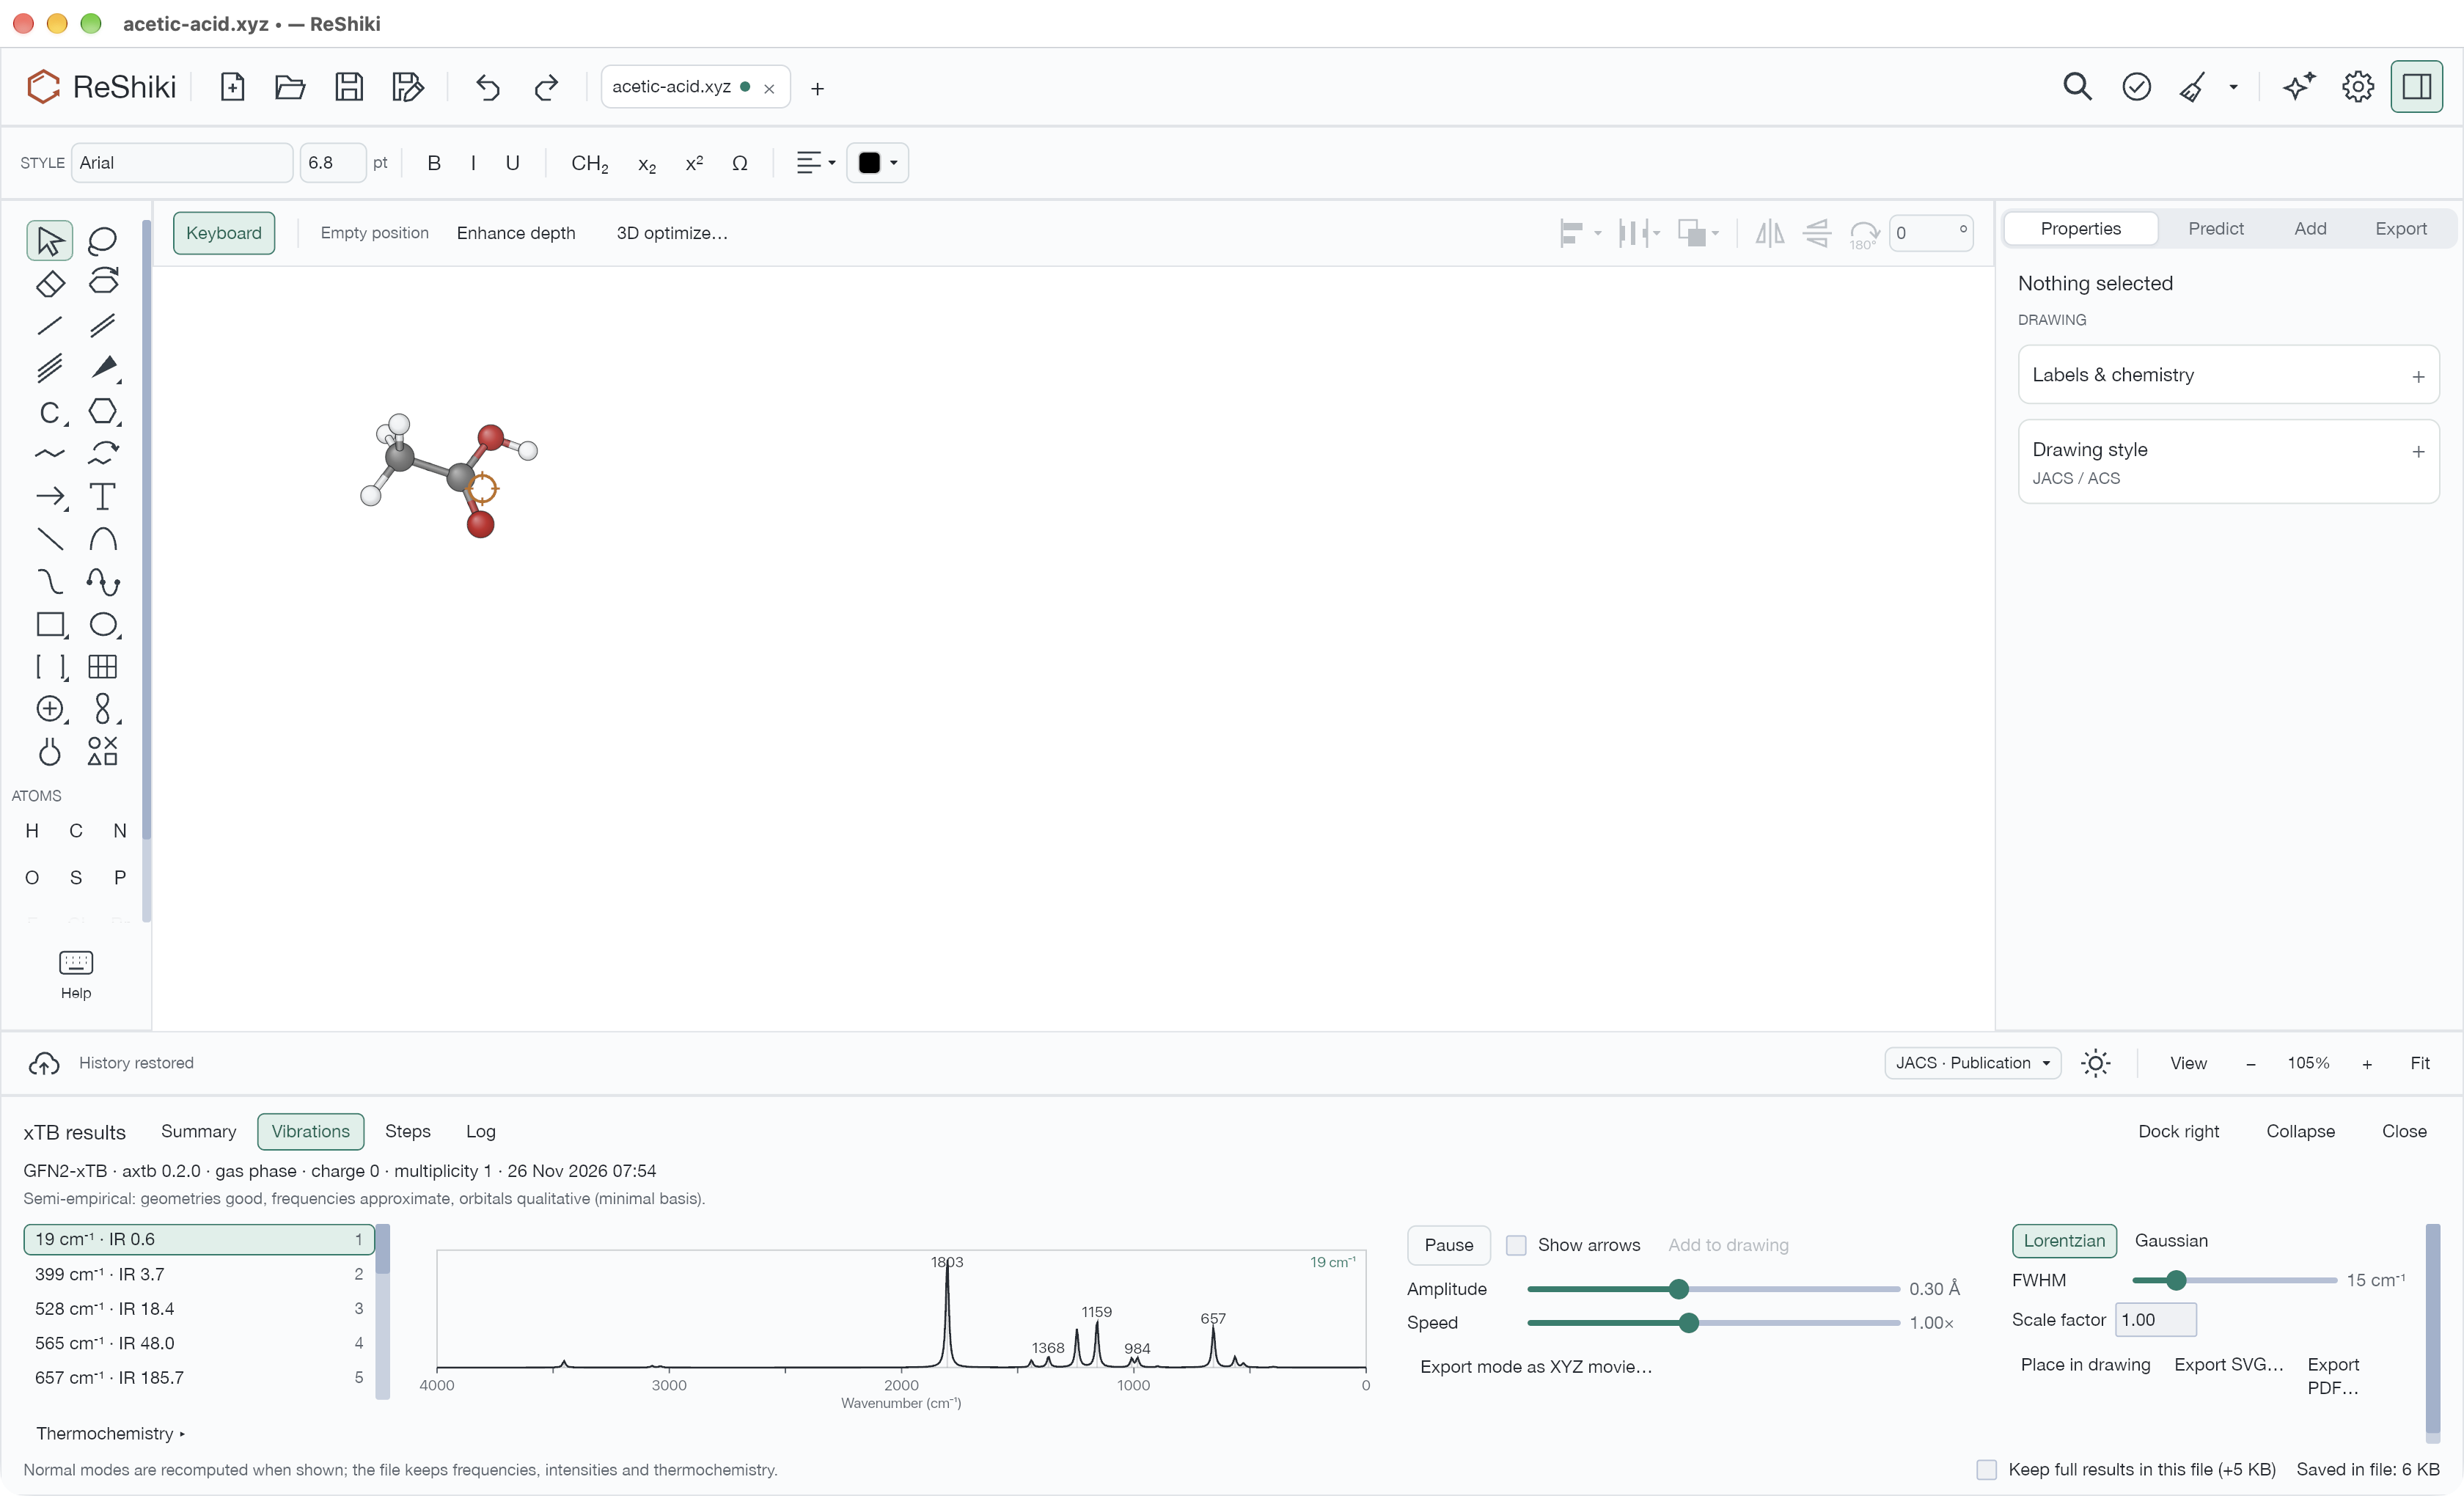 acetic-acid.xyz • — ReShiki
ReShiki
acetic-acid.xyz ● × +
STYLE Arial 6.8 pt B I U CH₂ x₂ x² Ω
Keyboard Empty position Enhance depth 3D optimize… 180° 0 °
Properties Predict Add Export
Nothing selected
DRAWING
Labels & chemistry +
Drawing style +
JACS / ACS
C
T
ATOMS
H C N
O S P
Help
History restored
JACS · Publication View − 105% + Fit
xTB results Summary Vibrations Steps Log Dock right Collapse Close
GFN2-xTB · axtb 0.2.0 · gas phase · charge 0 · multiplicity 1 · 26 Nov 2026 07:54
Semi-empirical: geometries good, frequencies approximate, orbitals qualitative (minimal basis).
19 cm⁻¹ · IR 0.6 1
399 cm⁻¹ · IR 3.7 2
528 cm⁻¹ · IR 18.4 3
565 cm⁻¹ · IR 48.0 4
657 cm⁻¹ · IR 185.7 5
1803 19 cm⁻¹
1159
657
1368 984
4000 3000 2000 1000 0
Wavenumber (cm⁻¹)
Pause Show arrows Add to drawing
Amplitude 0.30 Å
Speed 1.00×
Export mode as XYZ movie…
Lorentzian Gaussian
FWHM 15 cm⁻¹
Scale factor 1.00
Place in drawing Export SVG… Export
PDF…
Thermochemistry ▸
Normal modes are recomputed when shown; the file keeps frequencies, intensities and thermochemistry.
Keep full results in this file (+5 KB) Saved in file: 6 KB